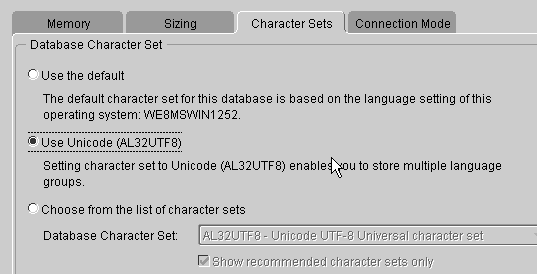 Memory Sizing Character Sets Connection Mode
Database Character Set
Use the default
The default character set for this database is based on the language setting of this
operating system: WE8MSWIN1252.
Use Unicode (AL32UTF8)
Setting character set to Unicode (AL32UTF8) enables you to store multiple language
groups.
Choose from the list of character sets
Database Character Set: AL32UTF8 - Unicode UTF-8 Universal character set
Show recommended character sets only